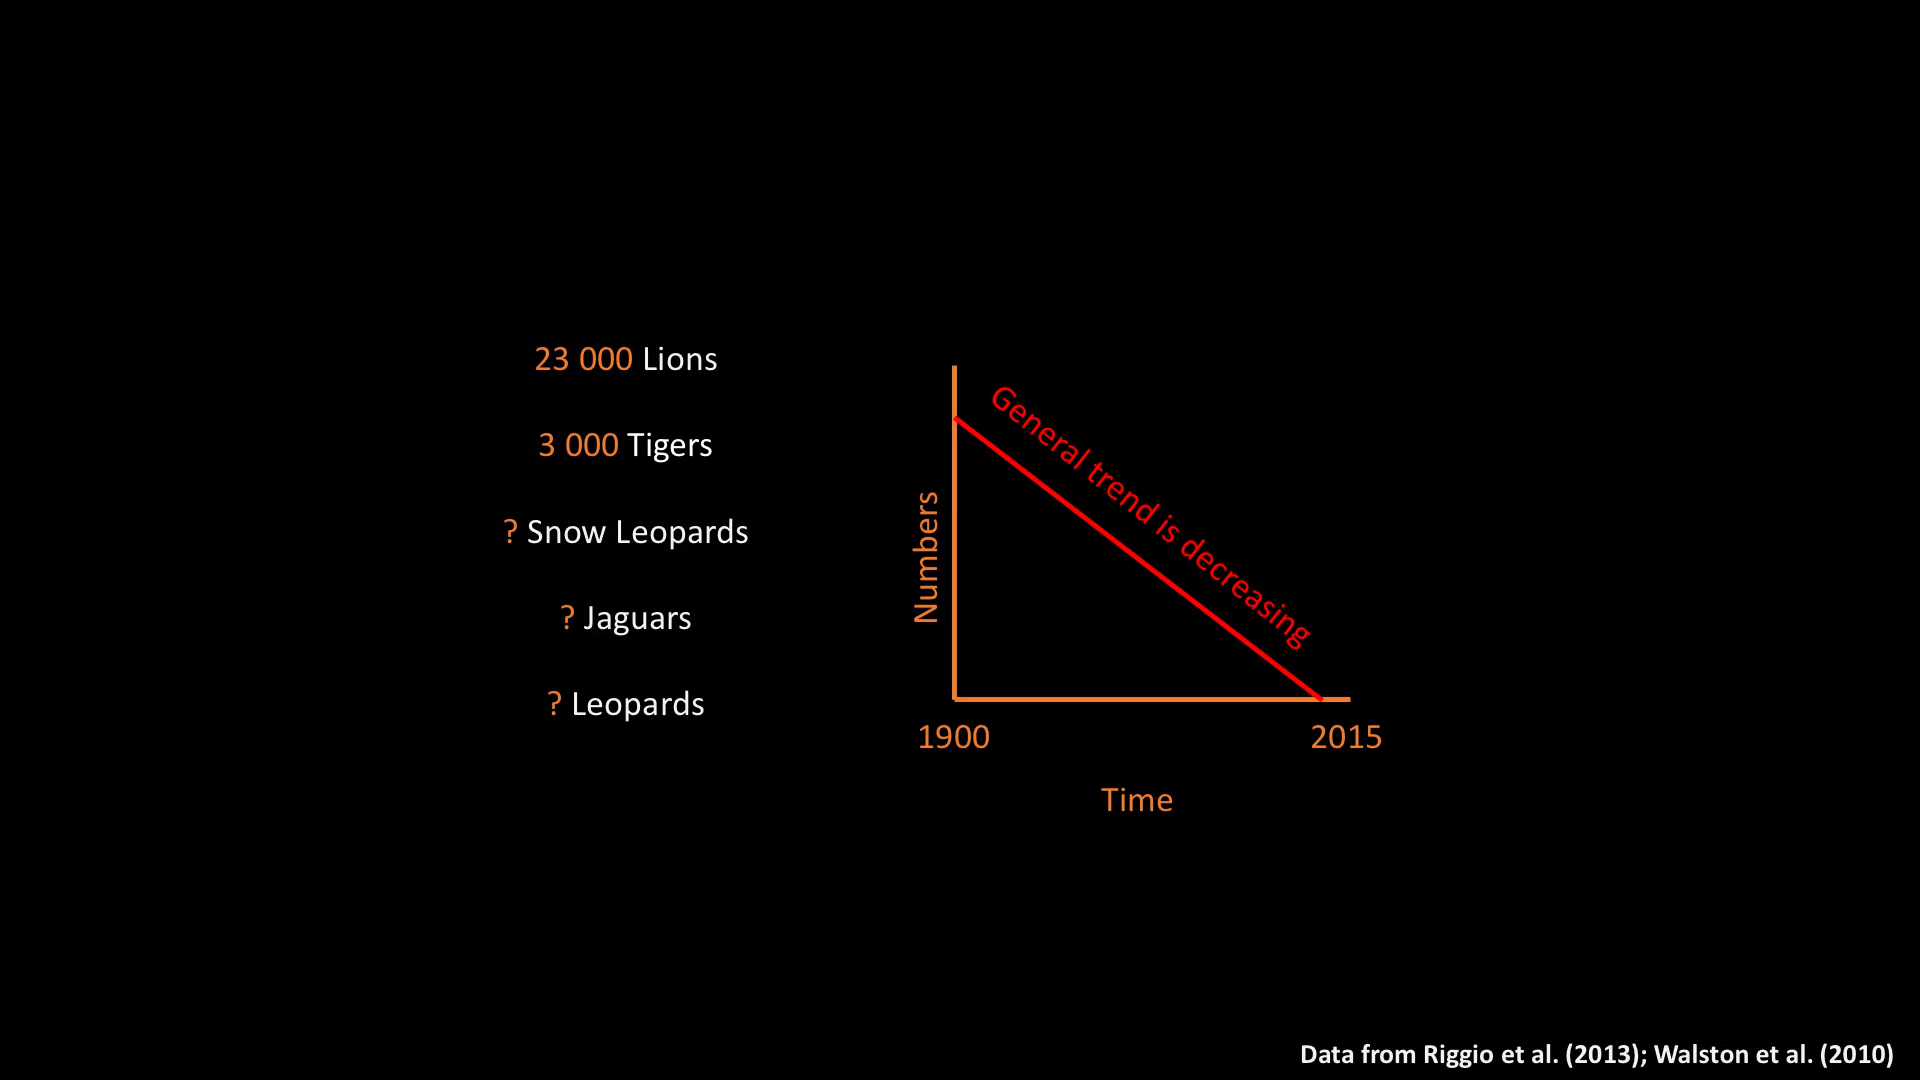 23 000 Lions
3 000 Tigers
? Snow Leopards
? Jaguars
? Leopards
Numbers
General trend is decreasing
1900
2015
Time
Data from Riggio et al. (2013); Walston et al. (2010)